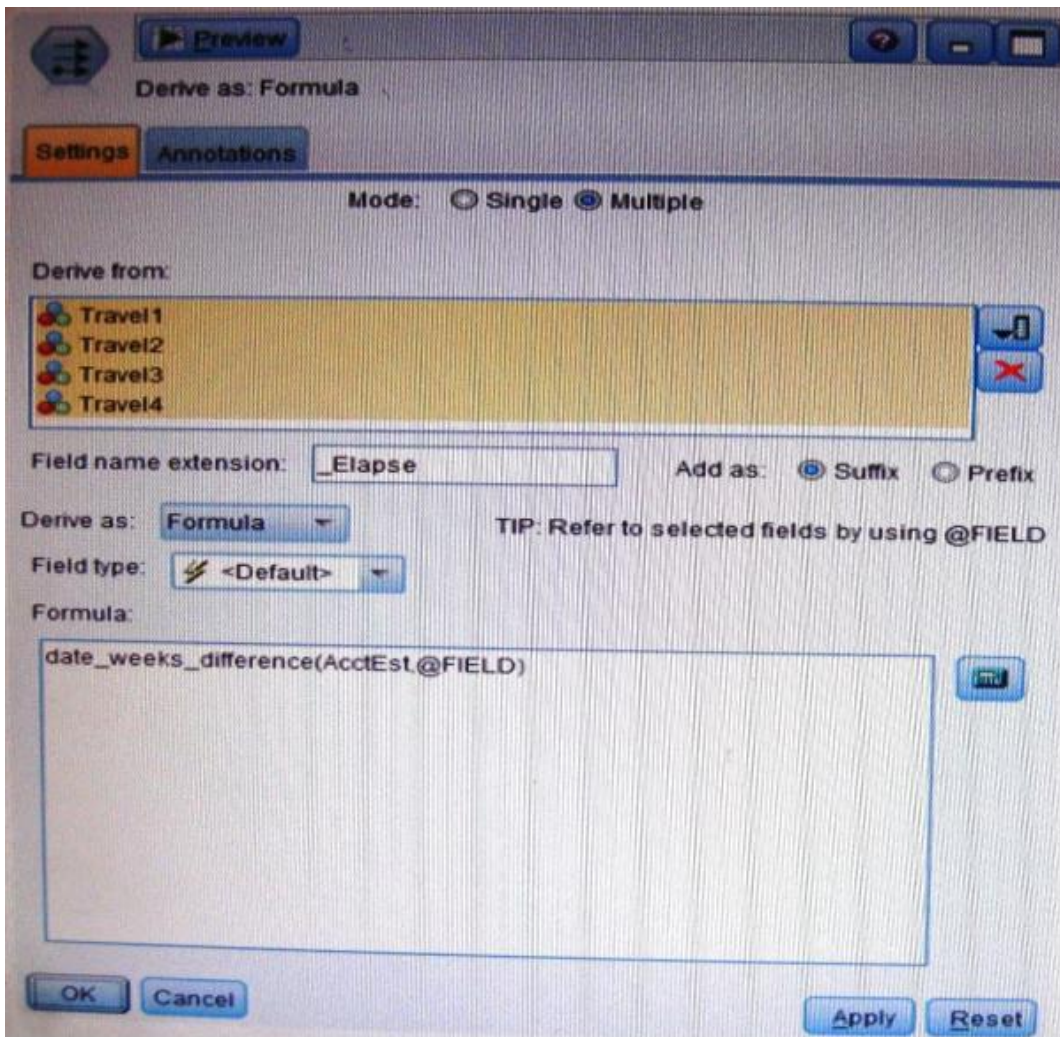 Preview
Derive as: Formula
Settings Annotations
Mode: Single Multiple
Derive from:
Travel1
Travel2
Travel3
Travel4
Field name extension: _Elapse Add as: Suffix Prefix
Derive as: Formula TIP: Refer to selected fields by using @FIELD
Field type: <Default>
Formula:
date_weeks_difference(AcctEst,@FIELD)
OK Cancel Apply Reset